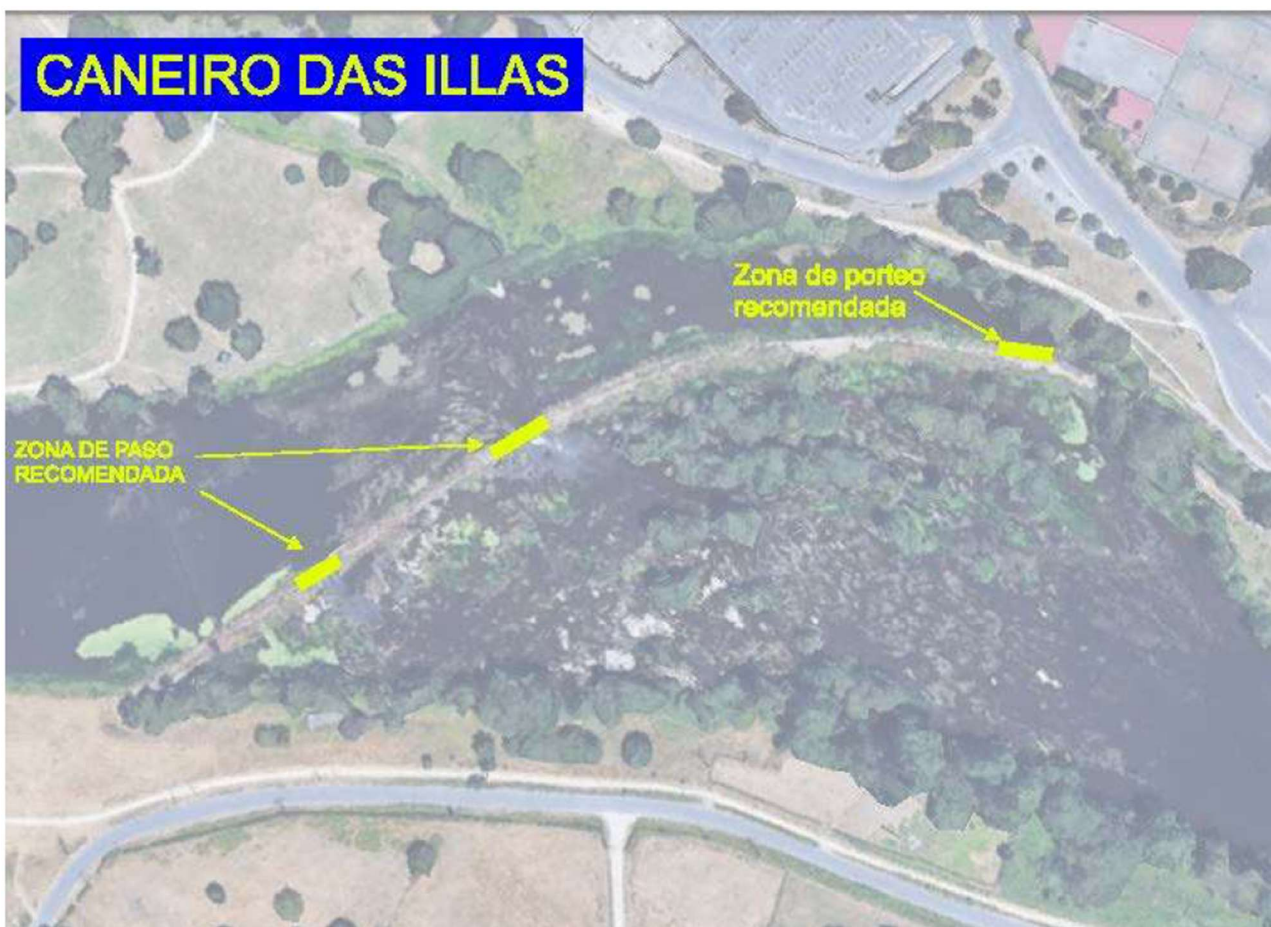 CANEIRO DAS ILLAS
Zona de porteo
recomendada
ZONA DE PASO
RECOMENDADA